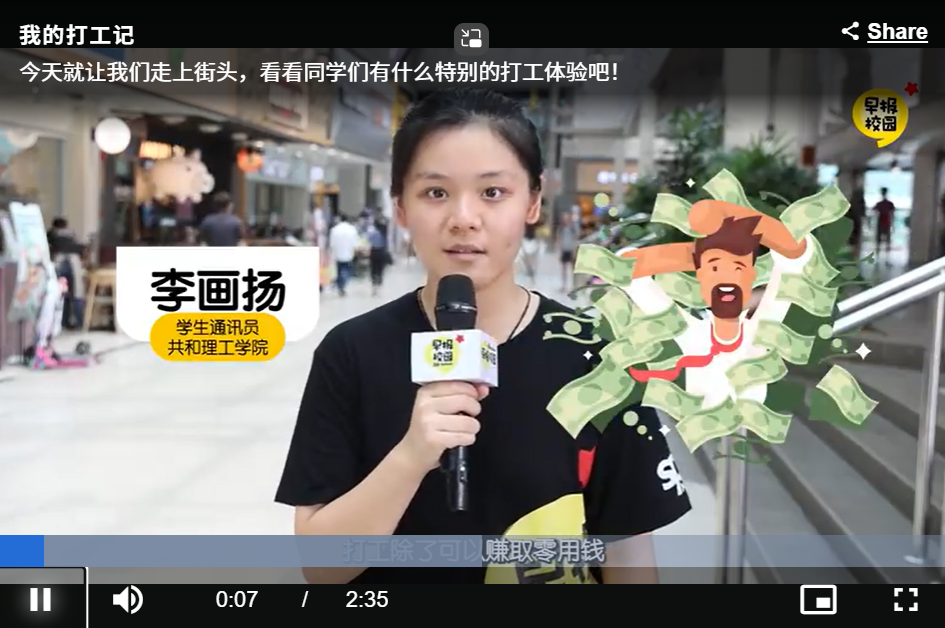 我的打工记
Share
今天就让我们走上街头，看看同学们有什么特别的打工体验吧！
早报
校园
李画扬
学生通讯员
共和理工学院
早报
校园
打工除了可以赚取零用钱
0:07 / 2:35